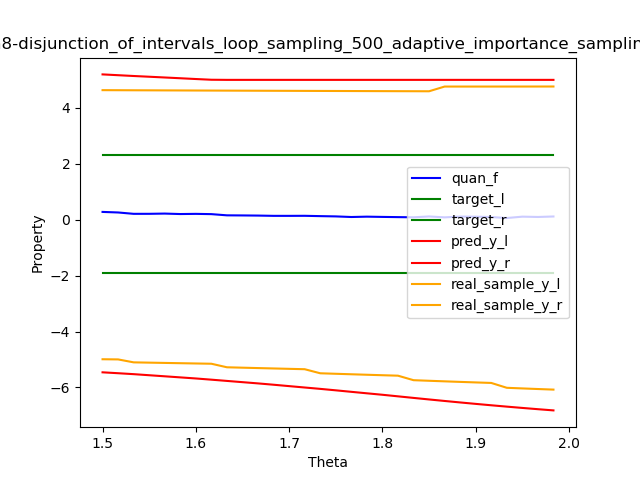 8-disjunction_of_intervals_loop_sampling_500_adaptive_importance_samplin
Property
4
2
0
−2
−4
−6
1.5 1.6 1.7 1.8 1.9 2.0
Theta
quan_f
target_l
target_r
pred_y_l
pred_y_r
real_sample_y_l
real_sample_y_r